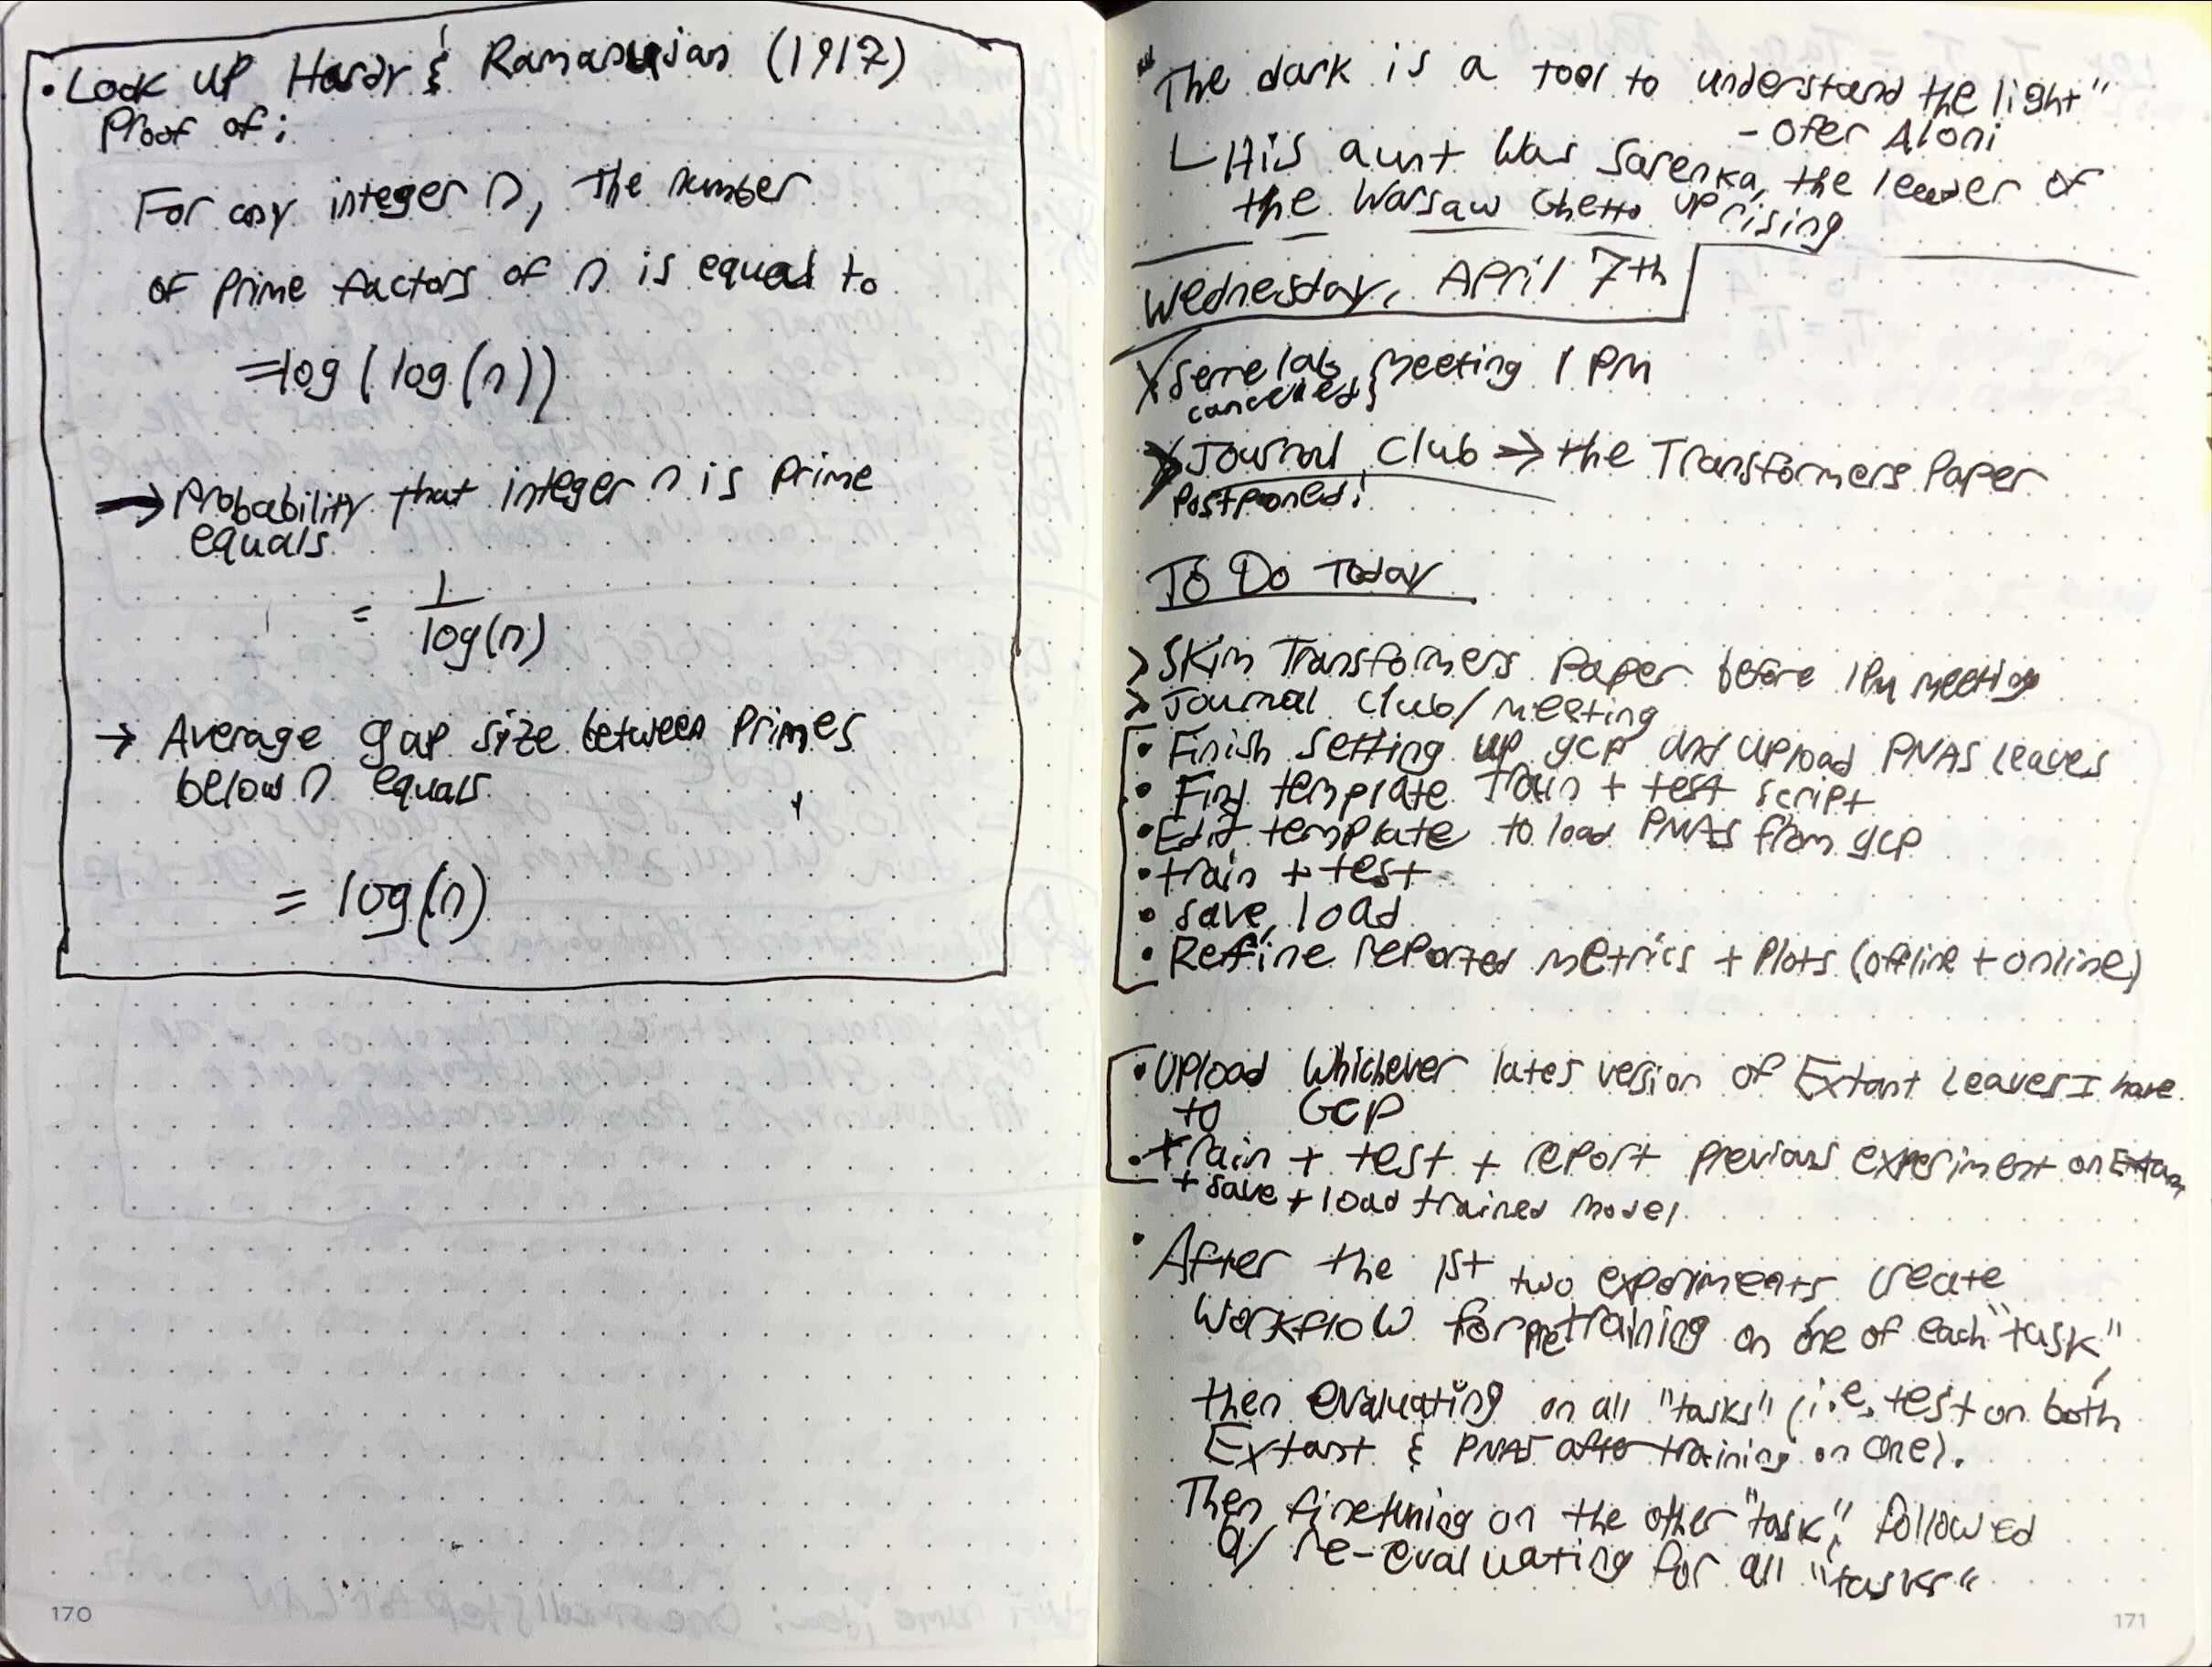 • Look up Hardy & Ramanujan (1917)
Proof of:
For any integer n, the number
of prime factors of n is equal to
=log(log(n))
→ Probability that integer n is prime
equals
= 1/log(n)
→ Average gap size between primes
below n equals
= log(n)
170
"The dark is a tool to understand the light"
- Ofer Aloni
└ His aunt was Sarenka, the leader of
the Warsaw Ghetto uprising
Wednesday, April 7th
X Serre lab meeting 1 PM
cancelled
X Journal Club → the Transformers Paper
Postponed!
To Do Today
> Skim Transformers Paper before 1PM meeting
> Journal Club/meeting
• Finish setting up gcp and upload PNAS leaves
• Find template train + test script
• Edit template to load PNAS from gcp
• train + test
• save, load
• Refine reported metrics + plots (offline + online)
• Upload whichever lates version of Extant Leaves I have
to GCP
• train + test + report previous experiment on Extant
+ save + load trained model
• After the 1st two experiments create
workflow for pretraining on one of each "task",
then evaluating on all "tasks" (i.e. test on both
Extant & PNAS after training on one).
Then finetuning on the other "task", followed
w/ re-evaluating for all "tasks"
171